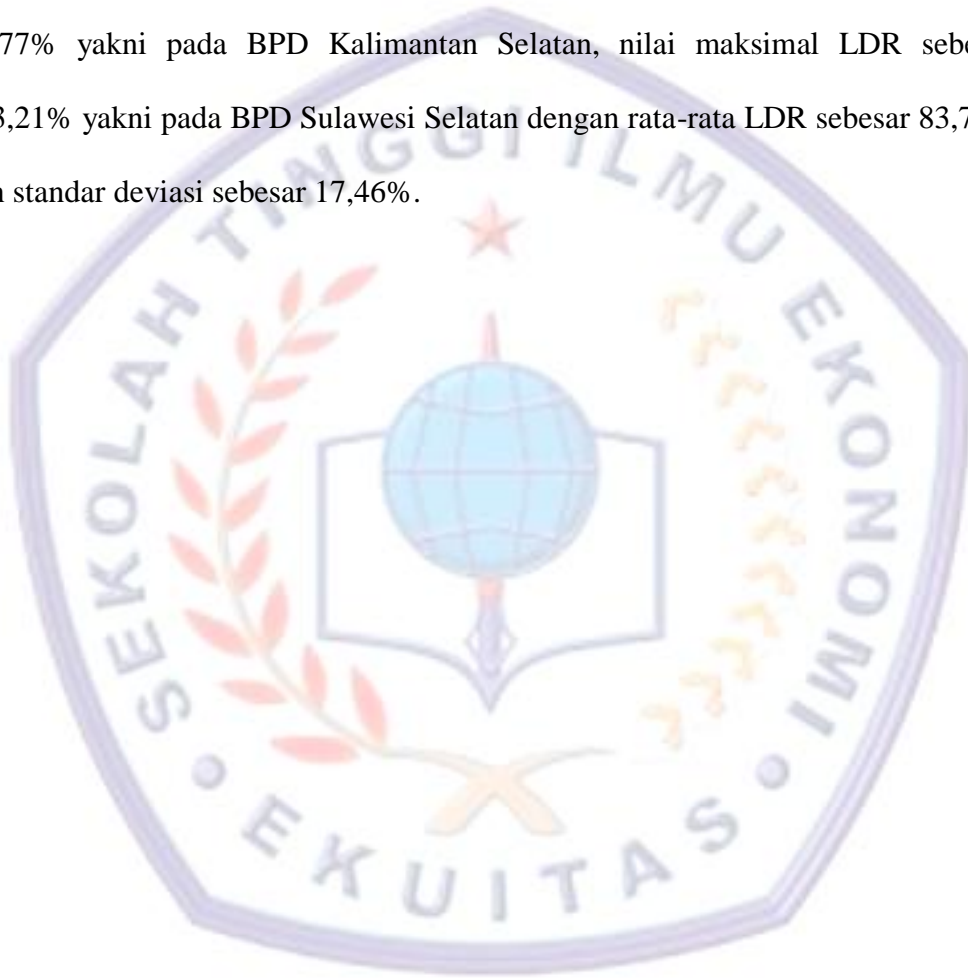 77% yakni pada BPD Kalimantan Selatan, nilai maksimal LDR
3,21% yakni pada BPD Sulawesi Selatan dengan rata-rata LDR sebesar 83,7
standar deviasi sebesar 17,46%.
SEKOLAH TINGGI ILMU EKONOMI
EKUITAS